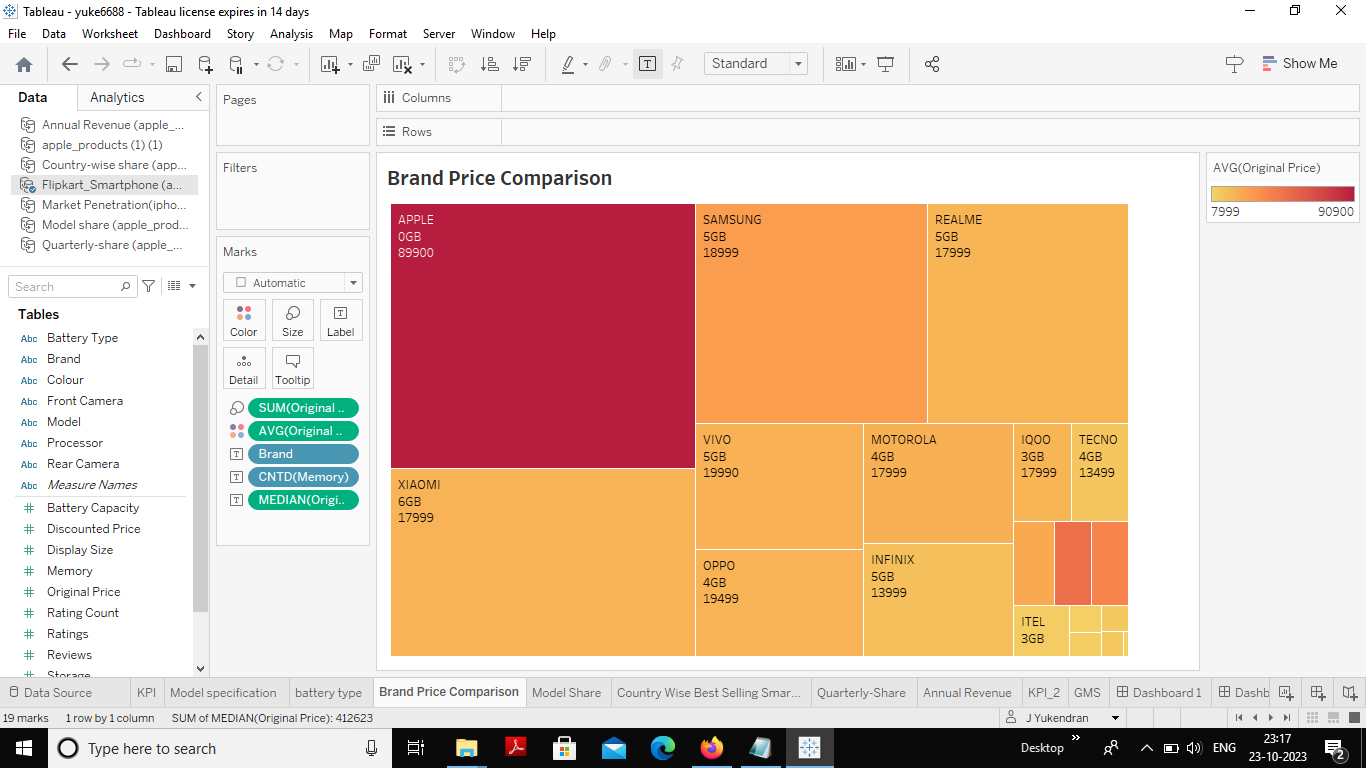 Tableau - yuke6688 - Tableau license expires in 14 days
File Data Worksheet Dashboard Story Analysis Map Format Server Window Help
Standard
Show Me
Data Analytics
Annual Revenue (apple_...
apple_products (1) (1)
Country-wise share (app...
Flipkart_Smartphone (a...
Market Penetration(ipho...
Model share (apple_prod...
Quarterly-share (apple_...
Search
Tables
Abc Battery Type
Abc Brand
Abc Colour
Abc Front Camera
Abc Model
Abc Processor
Abc Rear Camera
Abc Measure Names
# Battery Capacity
# Discounted Price
# Display Size
# Memory
# Original Price
# Rating Count
# Ratings
# Reviews
Storage
Pages
Filters
Marks
Automatic
Color Size Label
Detail Tooltip
SUM(Original ..
AVG(Original ..
Brand
CNTD(Memory)
MEDIAN(Origi..
Columns
Rows
Brand Price Comparison
APPLE
0GB
89900
SAMSUNG
5GB
18999
REALME
5GB
17999
XIAOMI
6GB
17999
VIVO
5GB
19990
MOTOROLA
4GB
17999
IQOO
3GB
17999
TECNO
4GB
13499
OPPO
4GB
19499
INFINIX
5GB
13999
ITEL
3GB
AVG(Original Price)
7999 90900
Data Source KPI Model specification battery type Brand Price Comparison Model Share Country Wise Best Selling Smar... Quarterly-Share Annual Revenue KPI_2 GMS Dashboard 1 Dashb
19 marks 1 row by 1 column SUM of MEDIAN(Original Price): 412623 J Yukendran
Type here to search
Desktop
ENG
23:17
23-10-2023
2